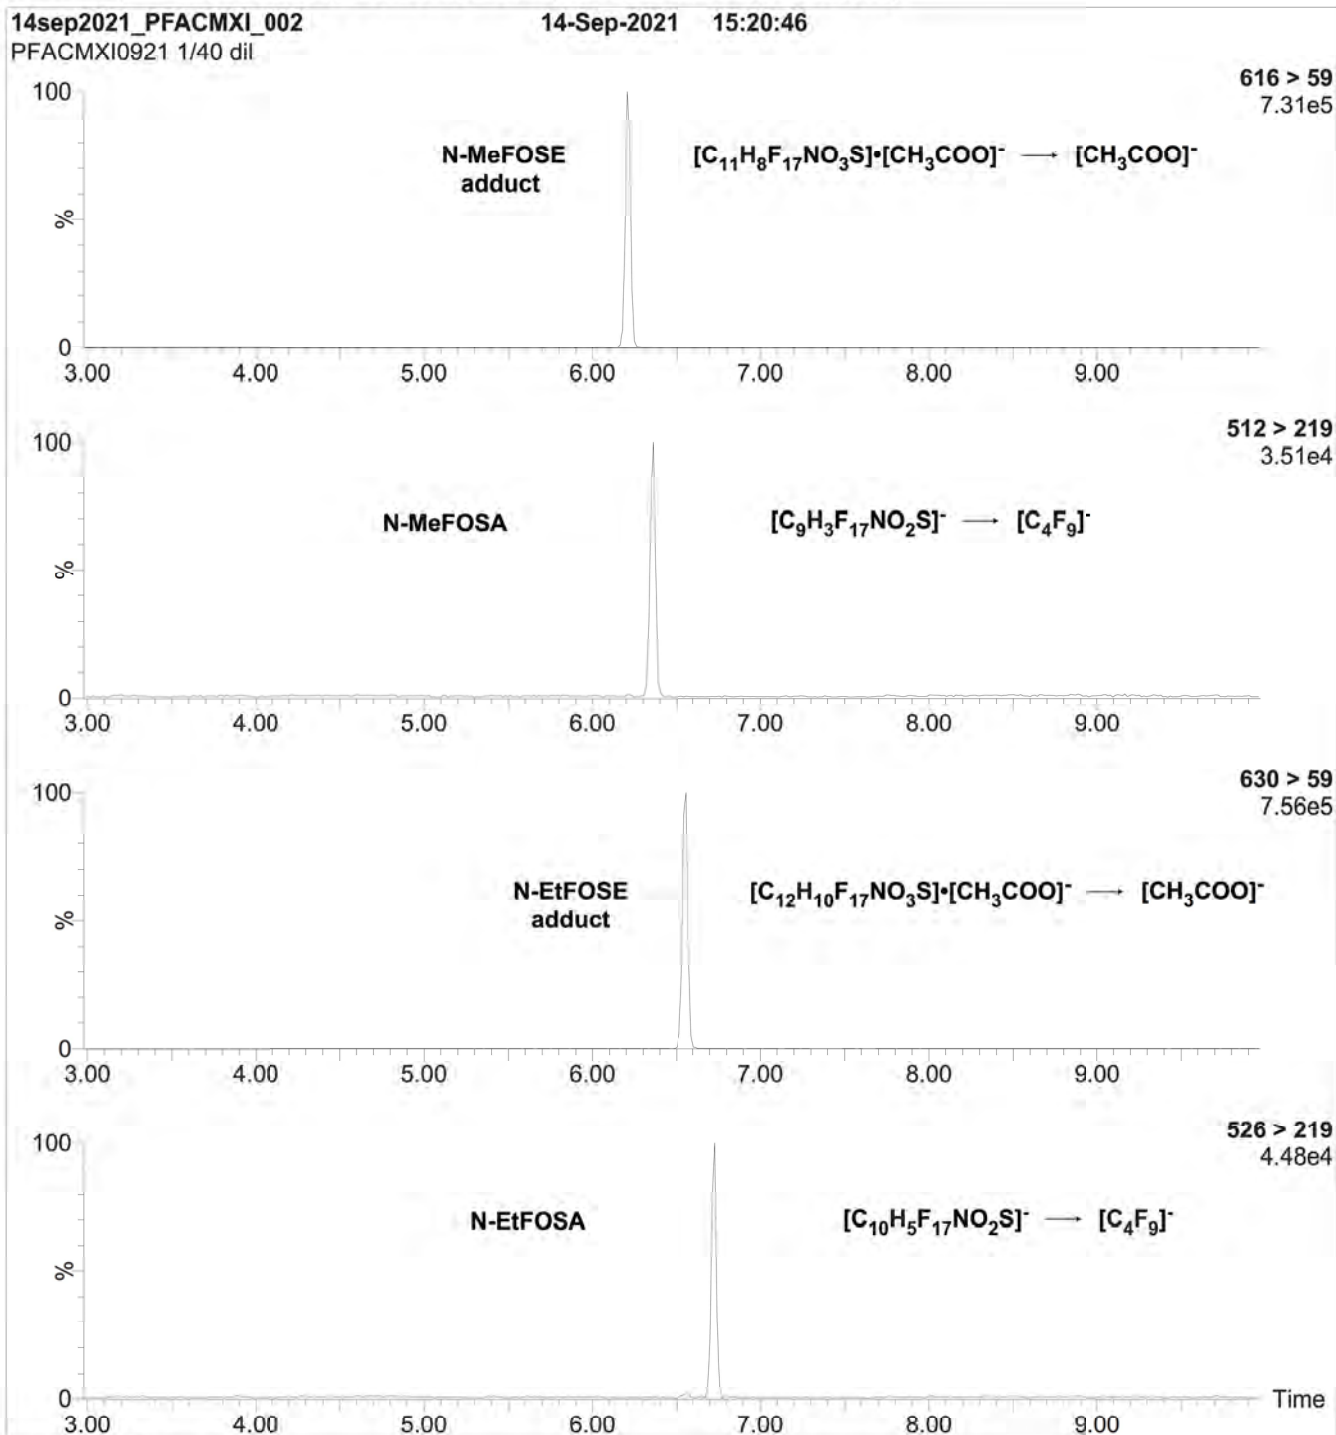 14sep2021_PFACMXI_002 14-Sep-2021 15:20:46
PFACMXI0921 1/40 dil
616 > 59
7.31e5
100
%
0
N-MeFOSE
adduct
[C₁₁H₈F₁₇NO₃S]•[CH₃COO]⁻ → [CH₃COO]⁻
3.00 4.00 5.00 6.00 7.00 8.00 9.00
512 > 219
3.51e4
100
%
0
N-MeFOSA
[C₉H₃F₁₇NO₂S]⁻ → [C₄F₉]⁻
3.00 4.00 5.00 6.00 7.00 8.00 9.00
630 > 59
7.56e5
100
%
0
N-EtFOSE
adduct
[C₁₂H₁₀F₁₇NO₃S]•[CH₃COO]⁻ → [CH₃COO]⁻
3.00 4.00 5.00 6.00 7.00 8.00 9.00
526 > 219
4.48e4
100
%
0
N-EtFOSA
[C₁₀H₅F₁₇NO₂S]⁻ → [C₄F₉]⁻
Time
3.00 4.00 5.00 6.00 7.00 8.00 9.00